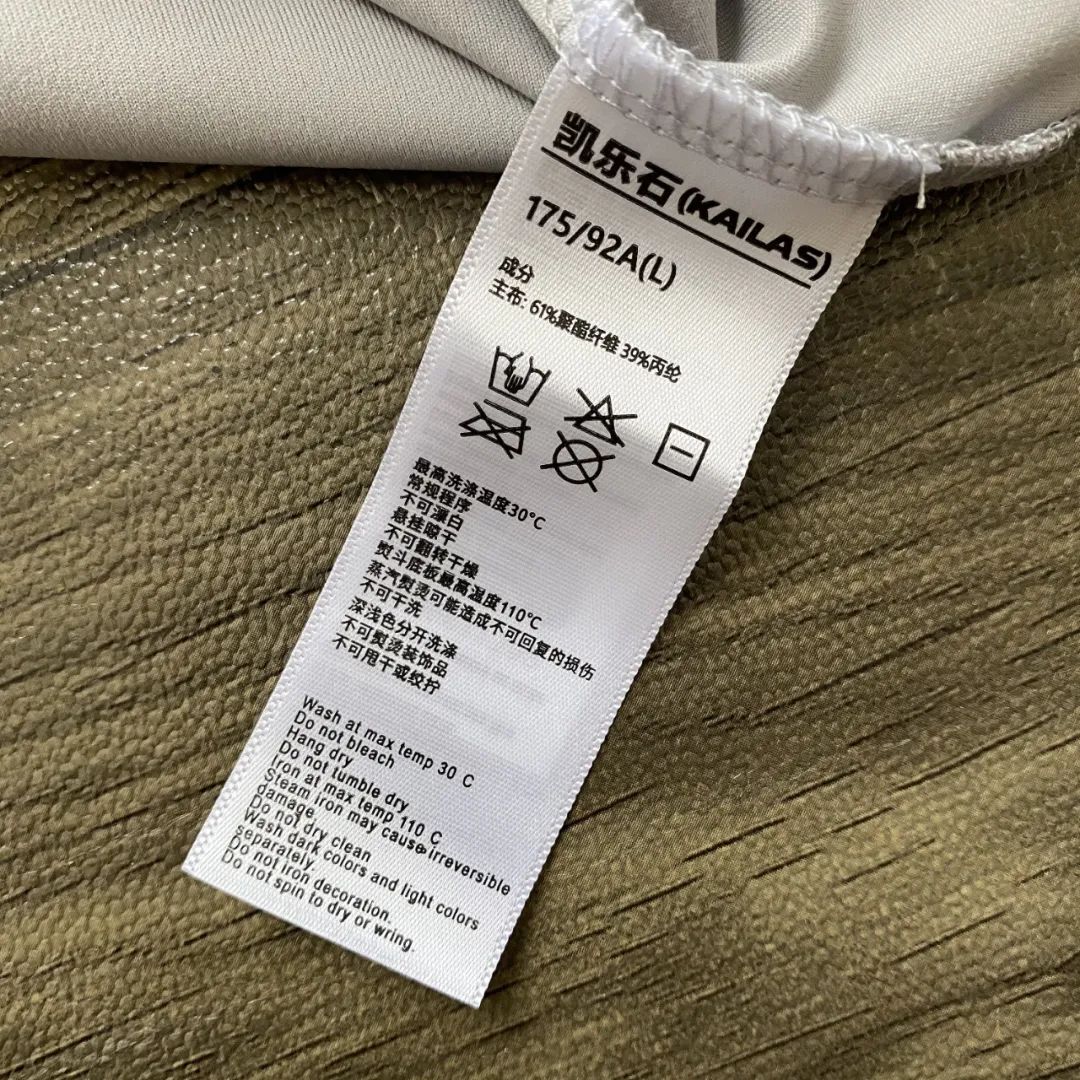 凯乐石(KAILAS)
175/92A(L)
成分
主布: 61%聚酯纤维 39%丙纶
最高洗涤温度30℃
常规程序
不可漂白
悬挂晾干
不可翻转干燥
熨斗底板最高温度110℃
蒸汽熨烫可能造成不可回复的损伤
不可干洗
深浅色分开洗涤
不可熨烫装饰品
不可甩干或绞拧
Wash at max temp 30 C
Do not bleach
Hang dry
Do not tumble dry
Iron at max temp 110 C
Steam iron may cause irreversible
damage.
Do not dry clean
Wash dark colors and light colors
separately.
Do not iron decoration.
Do not spin to dry or wring.